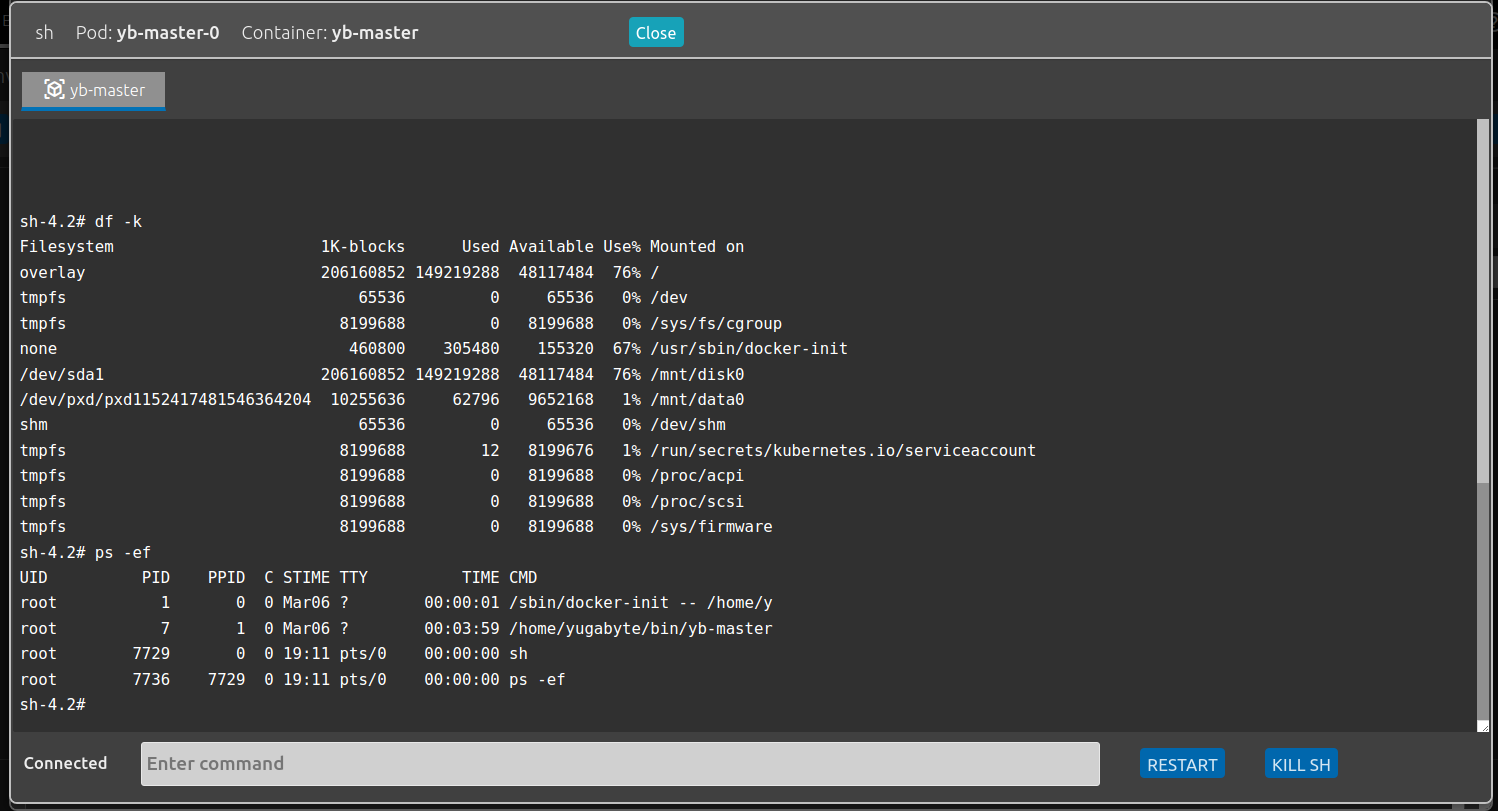 sh Pod: yb-master-0 Container: yb-master Close
yb-master
sh-4.2# df -k
Filesystem                      1K-blocks      Used Available Use% Mounted on
overlay                         206160852 149219288  48117484  76% /
tmpfs                               65536         0     65536   0% /dev
tmpfs                             8199688         0   8199688   0% /sys/fs/cgroup
none                               460800    305480    155320  67% /usr/sbin/docker-init
/dev/sda1                       206160852 149219288  48117484  76% /mnt/disk0
/dev/pxd/pxd1152417481546364204  10255636     62796   9652168   1% /mnt/data0
shm                                 65536         0     65536   0% /dev/shm
tmpfs                             8199688        12   8199676   1% /run/secrets/kubernetes.io/serviceaccount
tmpfs                             8199688         0   8199688   0% /proc/acpi
tmpfs                             8199688         0   8199688   0% /proc/scsi
tmpfs                             8199688         0   8199688   0% /sys/firmware
sh-4.2# ps -ef
UID          PID    PPID  C STIME TTY          TIME CMD
root           1       0  0 Mar06 ?        00:00:01 /sbin/docker-init -- /home/y
root           7       1  0 Mar06 ?        00:03:59 /home/yugabyte/bin/yb-master
root        7729       0  0 19:11 pts/0    00:00:00 sh
root        7736    7729  0 19:11 pts/0    00:00:00 ps -ef
sh-4.2#
Connected Enter command RESTART KILL SH